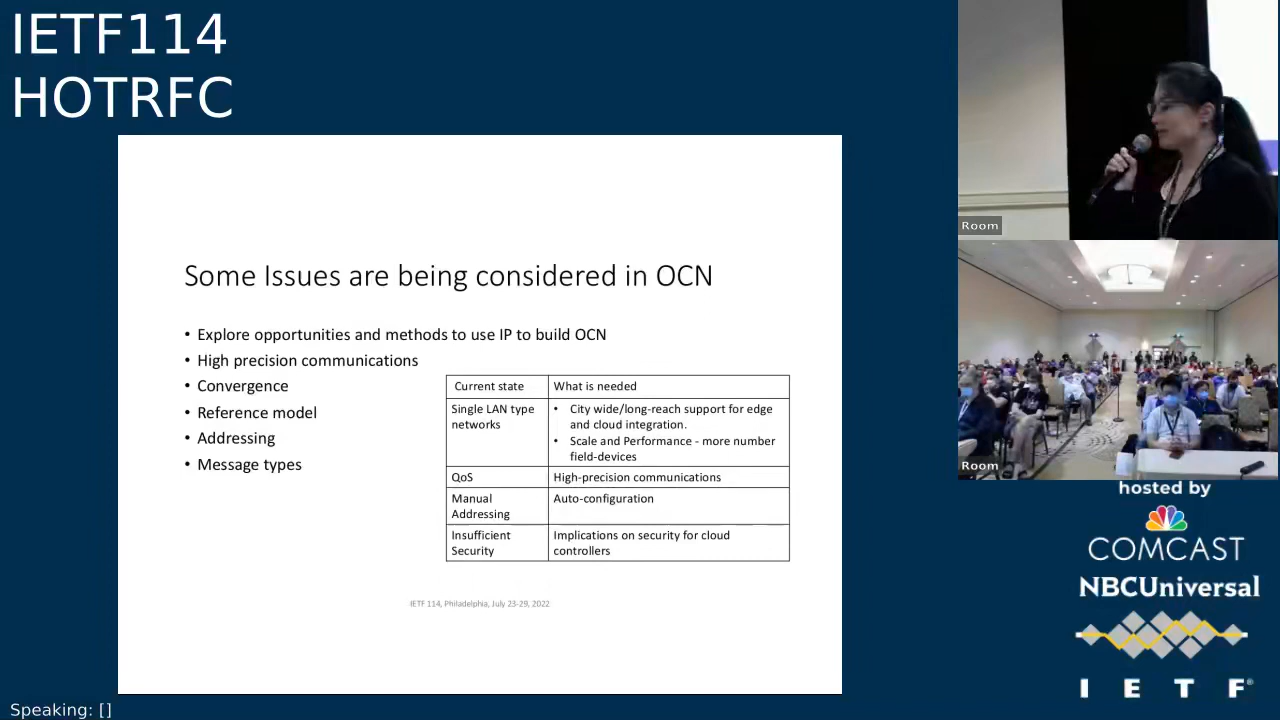 IETF114
HOTRFC
Some Issues are being considered in OCN
• Explore opportunities and methods to use IP to build OCN
• High precision communications
• Convergence
• Reference model
• Addressing
• Message types
Current state
What is needed
Single LAN type
networks
• City wide/long-reach support for edge
and cloud integration.
• Scale and Performance - more number
field-devices
QoS
High-precision communications
Manual
Addressing
Auto-configuration
Insufficient
Security
Implications on security for cloud
controllers
IETF 114, Philadelphia, July 23-29, 2022
Room
Room
hosted by
COMCAST
NBCUniversal
I E T F®
Speaking: []